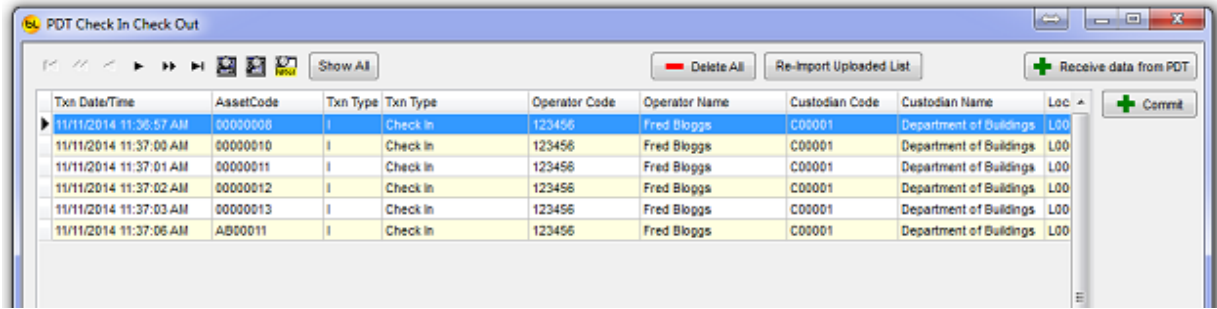 bL PDT Check In Check Out
Show All Delete All Re-Import Uploaded List Receive data from PDT
Txn Date/Time AssetCode Txn Type Txn Type Operator Code Operator Name Custodian Code Custodian Name Loc Commit
11/11/2014 11:36:57 AM 00000008 I Check In 123456 Fred Bloggs C00001 Department of Buildings L00
11/11/2014 11:37:00 AM 00000010 I Check In 123456 Fred Bloggs C00001 Department of Buildings L00
11/11/2014 11:37:01 AM 00000011 I Check In 123456 Fred Bloggs C00001 Department of Buildings L00
11/11/2014 11:37:02 AM 00000012 I Check In 123456 Fred Bloggs C00001 Department of Buildings L00
11/11/2014 11:37:03 AM 00000013 I Check In 123456 Fred Bloggs C00001 Department of Buildings L00
11/11/2014 11:37:06 AM AB00011 I Check In 123456 Fred Bloggs C00001 Department of Buildings L00